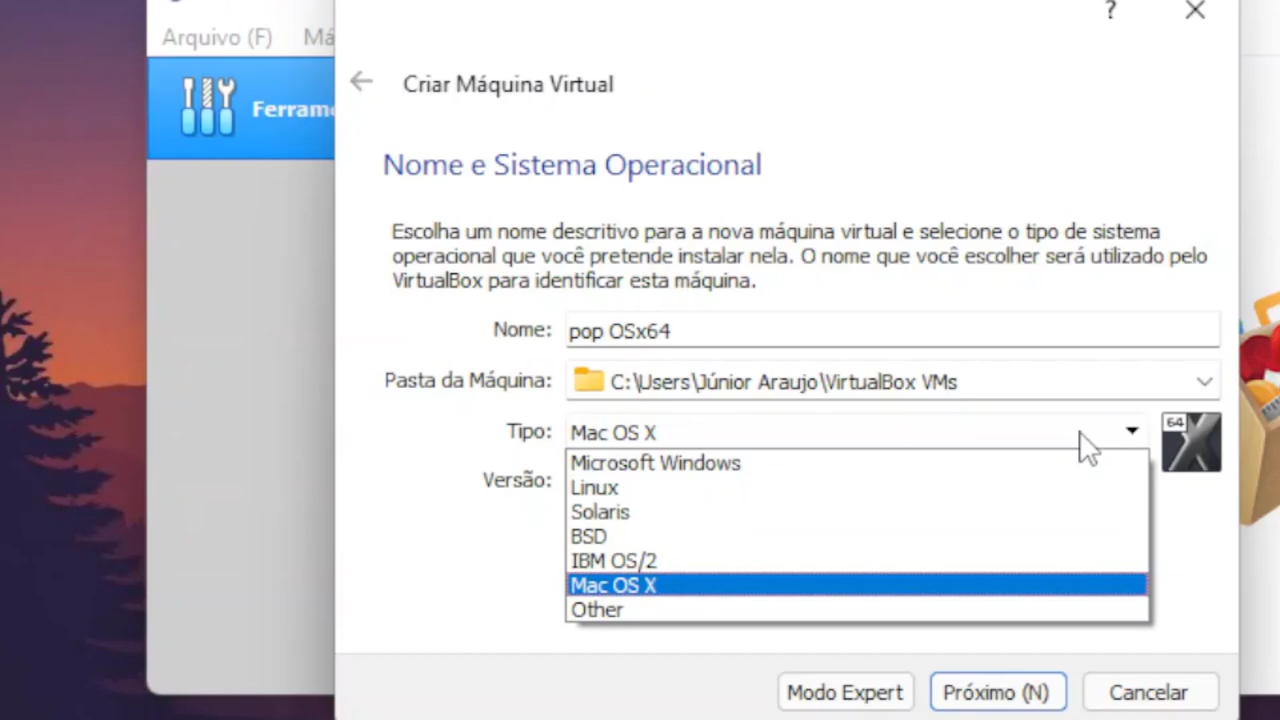 ?
Arquivo (F)
Criar Máquina Virtual
Nome e Sistema Operacional
Escolha um nome descritivo para a nova máquina virtual e selecione o tipo de sistema
operacional que você pretende instalar nela. O nome que você escolher será utilizado pelo
VirtualBox para identificar esta máquina.
Nome: pop OSx64
Pasta da Máquina: C:\Users\Júnior Araujo\VirtualBox VMs
Tipo: Mac OS X
64
Microsoft Windows
Versão:
Linux
Solaris
BSD
IBM OS/2
Mac OS X
Other
Modo Expert Próximo (N) Cancelar